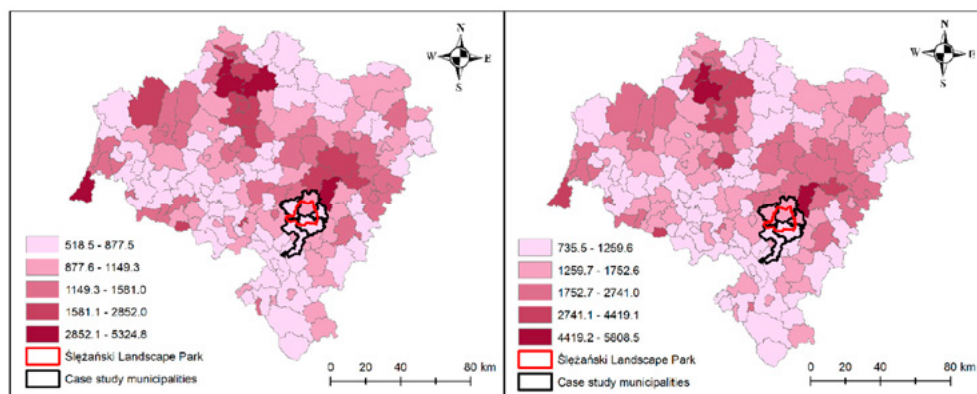 N
W E
S
518.5 - 877.5
877.6 - 1149.3
1149.3 - 1581.0
1581.1 - 2852.0
2852.1 - 5324.8
Ślężański Landscape Park
Case study municipalities
0 20 40 80 km
N
W E
S
735.5 - 1259.6
1259.7 - 1752.6
1752.7 - 2741.0
2741.1 - 4419.1
4419.2 - 5808.5
Ślężański Landscape Park
Case study municipalities
0 20 40 80 km